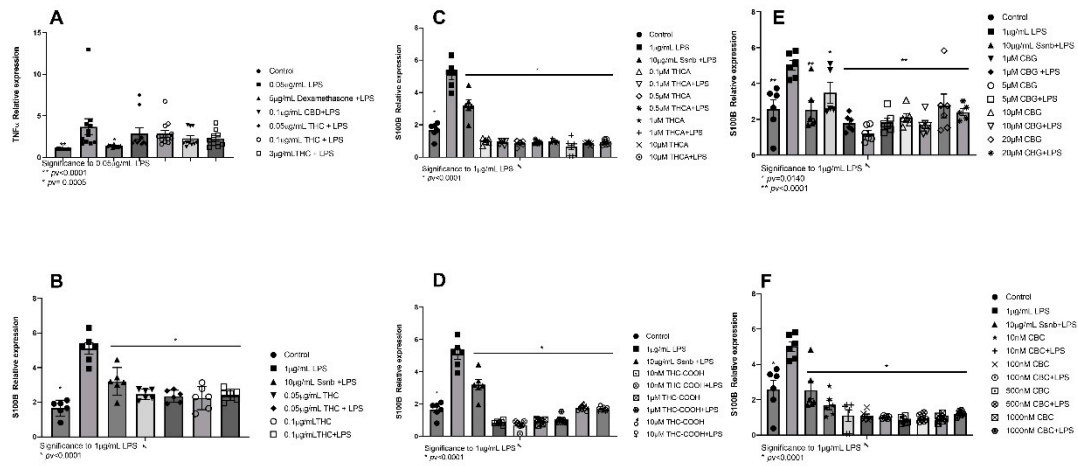 A
TNFα Relative expression
15
10
5
0
Control
0.05µg/mL LPS
5µg/mL Dexamethasone +LPS
0.1µg/mL CBD+LPS
0.05µg/mL THC + LPS
0.1µg/mL THC + LPS
3µg/mLTHC + LPS
**
*
Significance to 0.05µg/mL LPS
** pv<0.0001
* pv= 0.0005
B
S100B Relative expression
8
6
4
2
0
Control
1µg/mL LPS
10µg/mL Ssnb +LPS
0.05µg/mL THC
0.05µg/mL THC + LPS
0.1µg/mLTHC
0.1µg/mLTHC+LPS
*
*
Significance to 1µg/mL LPS
* pv<0.0001
C
S100B Relative expression
8
6
4
2
0
Control
1µg/mL LPS
10µg/mL Ssnb +LPS
0.1µM THCA
0.1µM THCA+LPS
0.5µM THCA
0.5µM THCA+LPS
1µM THCA
1µM THCA+LPS
10µM THCA
10µM THCA+LPS
*
*
Significance to 1µg/mL LPS
* pv<0.0001
D
S100B Relative expression
8
6
4
2
0
Control
1µg/mL LPS
10µg/mL Ssnb +LPS
10nM THC-COOH
10nM THC COOH +LPS
1µM THC-COOH
1µM THC-COOH+LPS
10µM THC-COOH
10µM THC-COOH+LPS
*
*
Significance to 1µg/mL LPS
* pv<0.0001
E
S100B Relative expression
8
6
4
2
0
Control
1µg/mL LPS
10µg/mL Ssnb +LPS
1µM CBG
1µM CBG +LPS
5µM CBG
5µM CBG+LPS
10µM CBG
10µM CBG+LPS
20µM CBG
20µM CBG+LPS
**
**
*
**
Significance to 1µg/mL LPS
* pv=0.0140
** pv<0.0001
F
S100B Relative expression
8
6
4
2
0
Control
1µg/mL LPS
10µg/mL Ssnb +LPS
10nM CBC
10nM CBC+LPS
100nM CBC
100nM CBC +LPS
500nM CBC
500nM CBC+LPS
1000nM CBC
1000nM CBC+LPS
*
*
Significance to 1µg/mL LPS
* pv<0.0001